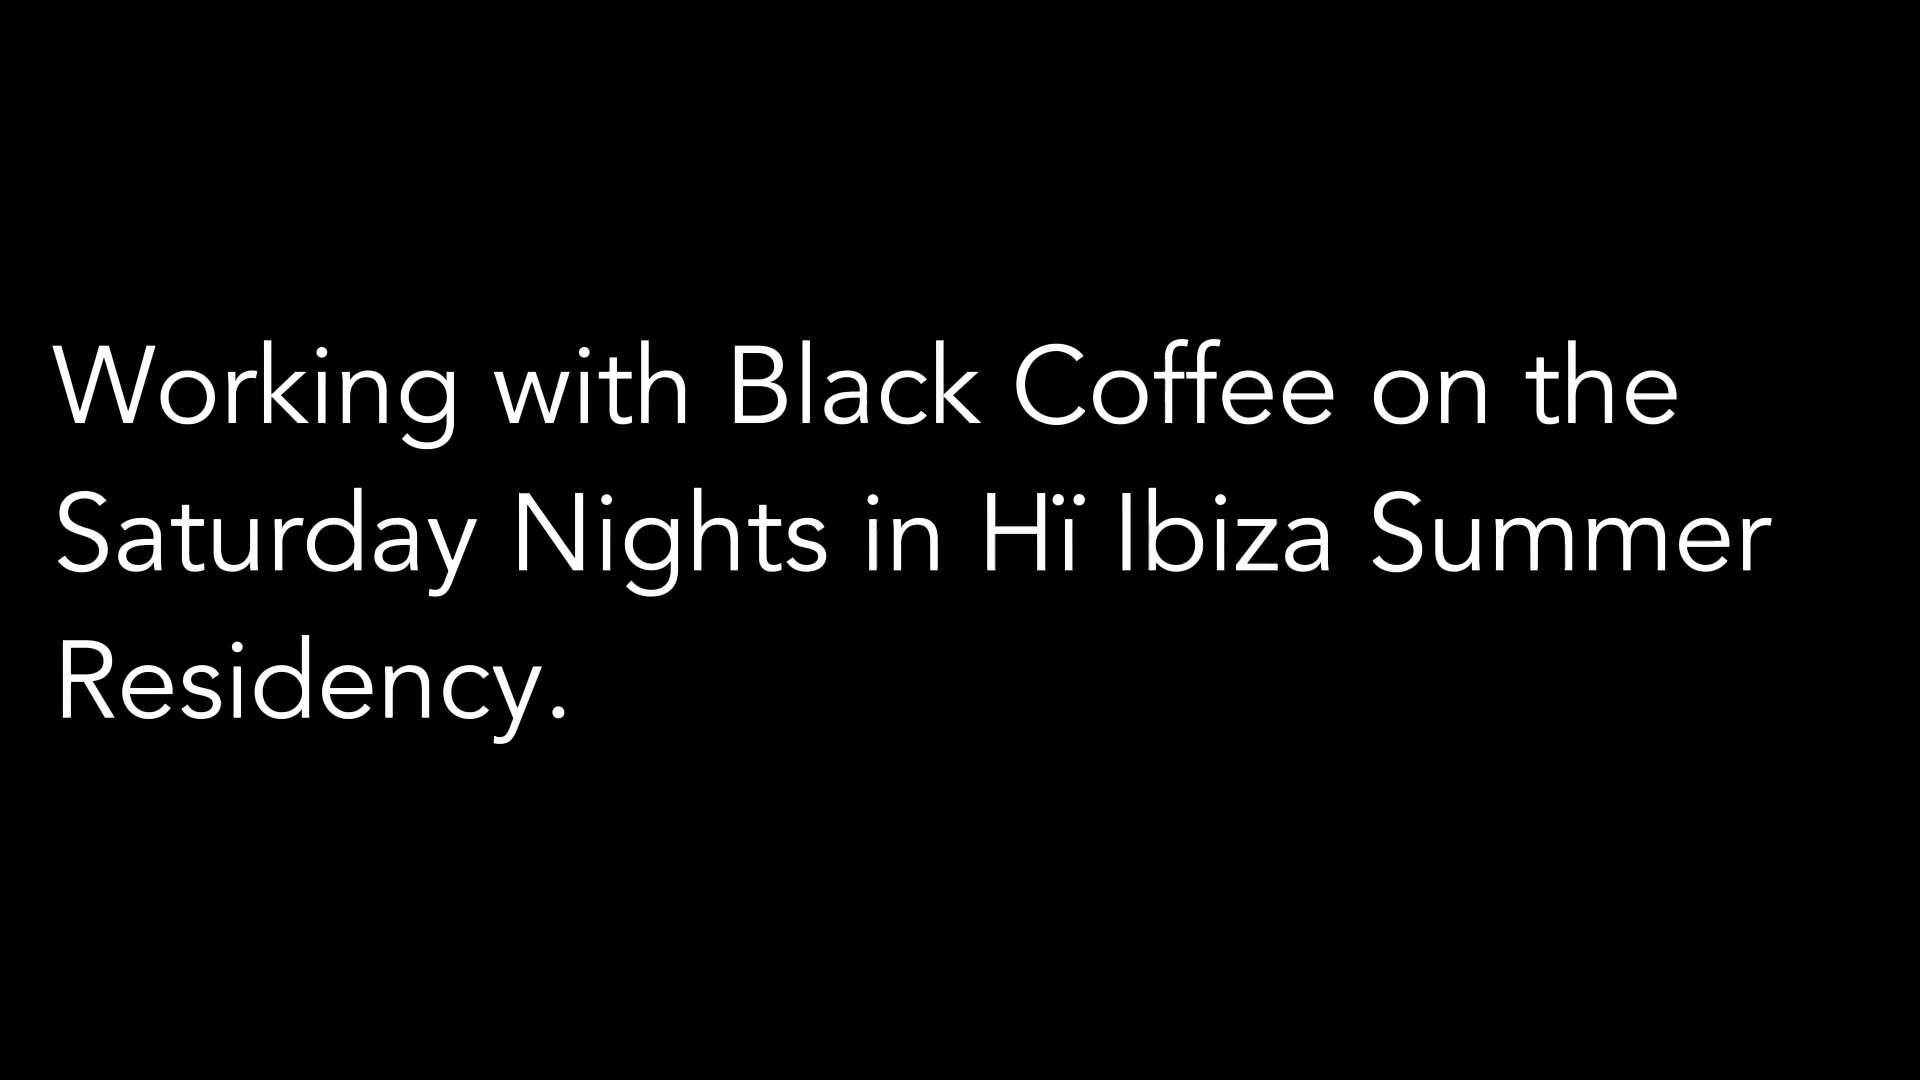 Working with Black Coffee on the
Saturday Nights in Hï Ibiza Summer
Residency.